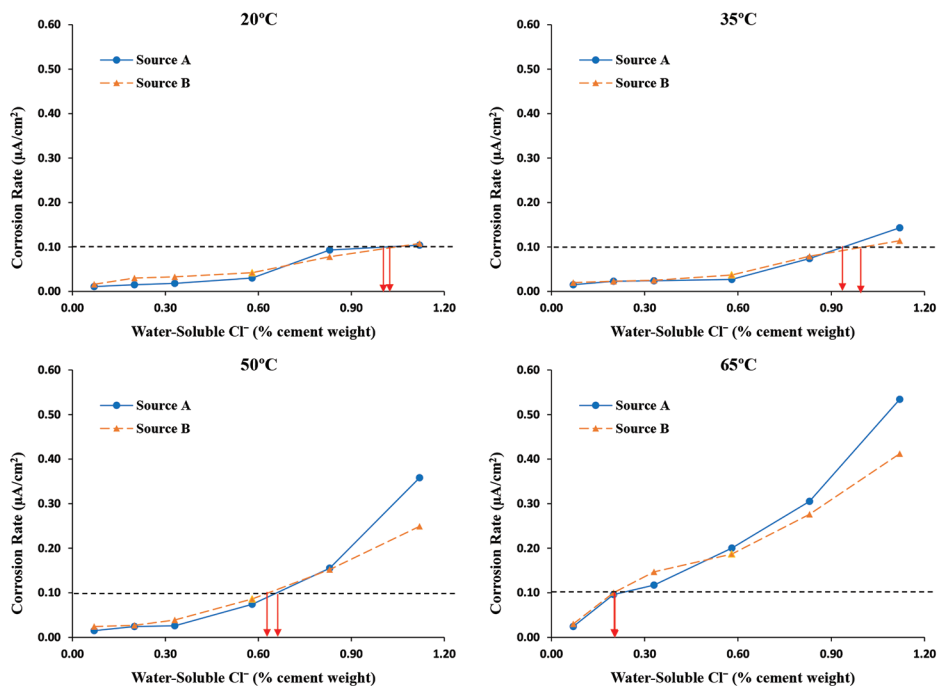 20°C
0.60
0.50
0.40
0.30
0.20
0.10
0.00
0.00 0.30 0.60 0.90 1.20
Corrosion Rate (µA/cm²)
Source A
Source B
Water-Soluble Cl⁻ (% cement weight)
35°C
0.60
0.50
0.40
0.30
0.20
0.10
0.00
0.00 0.30 0.60 0.90 1.20
Corrosion Rate (µA/cm²)
Source A
Source B
Water-Soluble Cl⁻ (% cement weight)
50°C
0.60
0.50
0.40
0.30
0.20
0.10
0.00
0.00 0.30 0.60 0.90 1.20
Corrosion Rate (µA/cm²)
Source A
Source B
Water-Soluble Cl⁻ (% cement weight)
65°C
0.60
0.50
0.40
0.30
0.20
0.10
0.00
0.00 0.30 0.60 0.90 1.20
Corrosion Rate (µA/cm²)
Source A
Source B
Water-Soluble Cl⁻ (% cement weight)